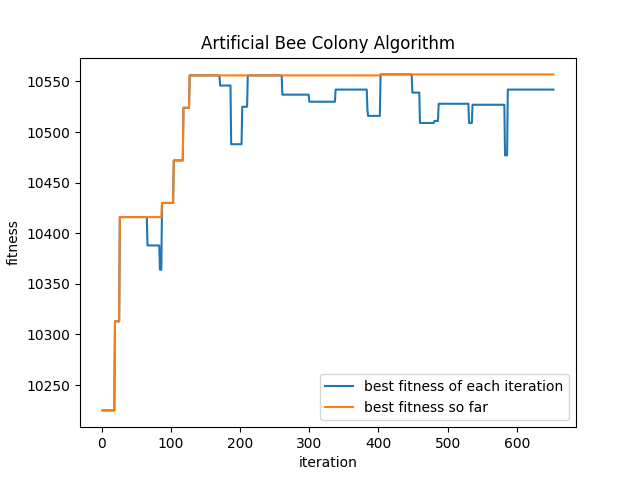 Artificial Bee Colony Algorithm
fitness
10550
10500
10450
10400
10350
10300
10250
best fitness of each iteration
best fitness so far
0 100 200 300 400 500 600
iteration